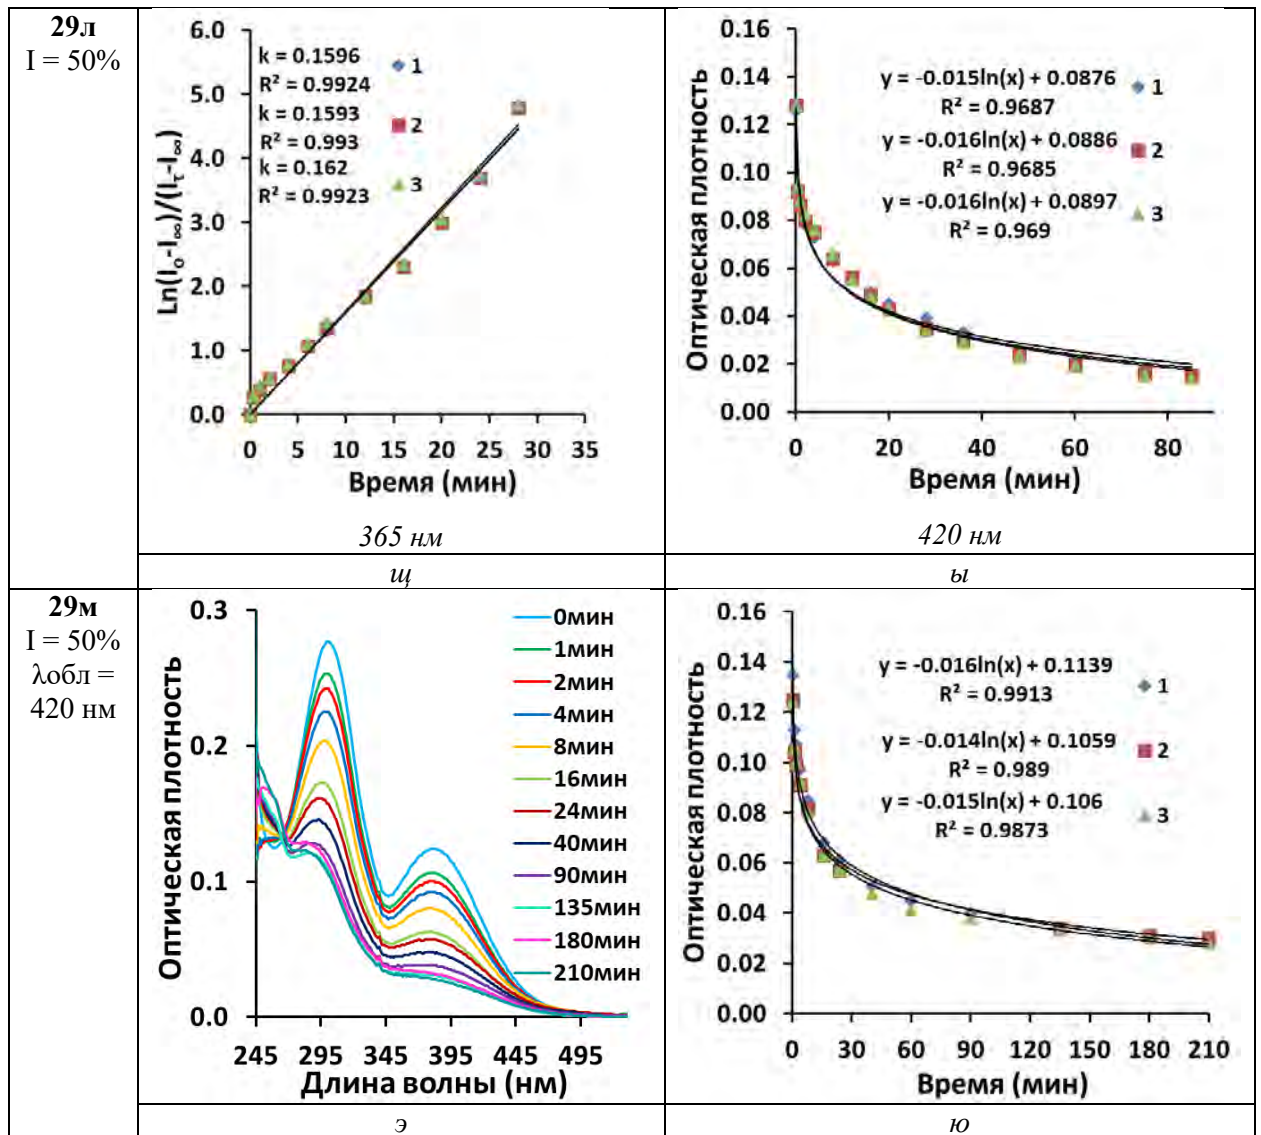 29л
I = 50%
Ln(I₀-I∞)/(Iτ-I∞)
6.0
5.0
4.0
3.0
2.0
1.0
0.0
k = 0.1596
R² = 0.9924
k = 0.1593
R² = 0.993
k = 0.162
R² = 0.9923
1
2
3
0 5 10 15 20 25 30 35
Время (мин)
365 нм
Оптическая плотность
0.16
0.14
0.12
0.10
0.08
0.06
0.04
0.02
0.00
y = -0.015ln(x) + 0.0876
R² = 0.9687
y = -0.016ln(x) + 0.0886
R² = 0.9685
y = -0.016ln(x) + 0.0897
R² = 0.969
1
2
3
0 20 40 60 80
Время (мин)
420 нм
щ
ы
29м
I = 50%
λобл =
420 нм
Оптическая плотность
0.3
0.2
0.1
0.0
0мин
1мин
2мин
4мин
8мин
16мин
24мин
40мин
90мин
135мин
180мин
210мин
245 295 345 395 445 495
Длина волны (нм)
Оптическая плотность
0.16
0.14
0.12
0.10
0.08
0.06
0.04
0.02
0.00
y = -0.016ln(x) + 0.1139
R² = 0.9913
y = -0.014ln(x) + 0.1059
R² = 0.989
y = -0.015ln(x) + 0.106
R² = 0.9873
1
2
3
0 30 60 90 120 150 180 210
Время (мин)
э
ю